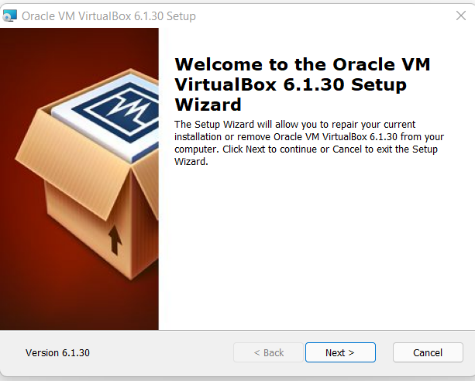 Oracle VM VirtualBox 6.1.30 Setup
Welcome to the Oracle VM
VirtualBox 6.1.30 Setup
Wizard
The Setup Wizard will allow you to repair your current
installation or remove Oracle VM VirtualBox 6.1.30 from your
computer. Click Next to continue or Cancel to exit the Setup
Wizard.
Version 6.1.30
< Back
Next >
Cancel